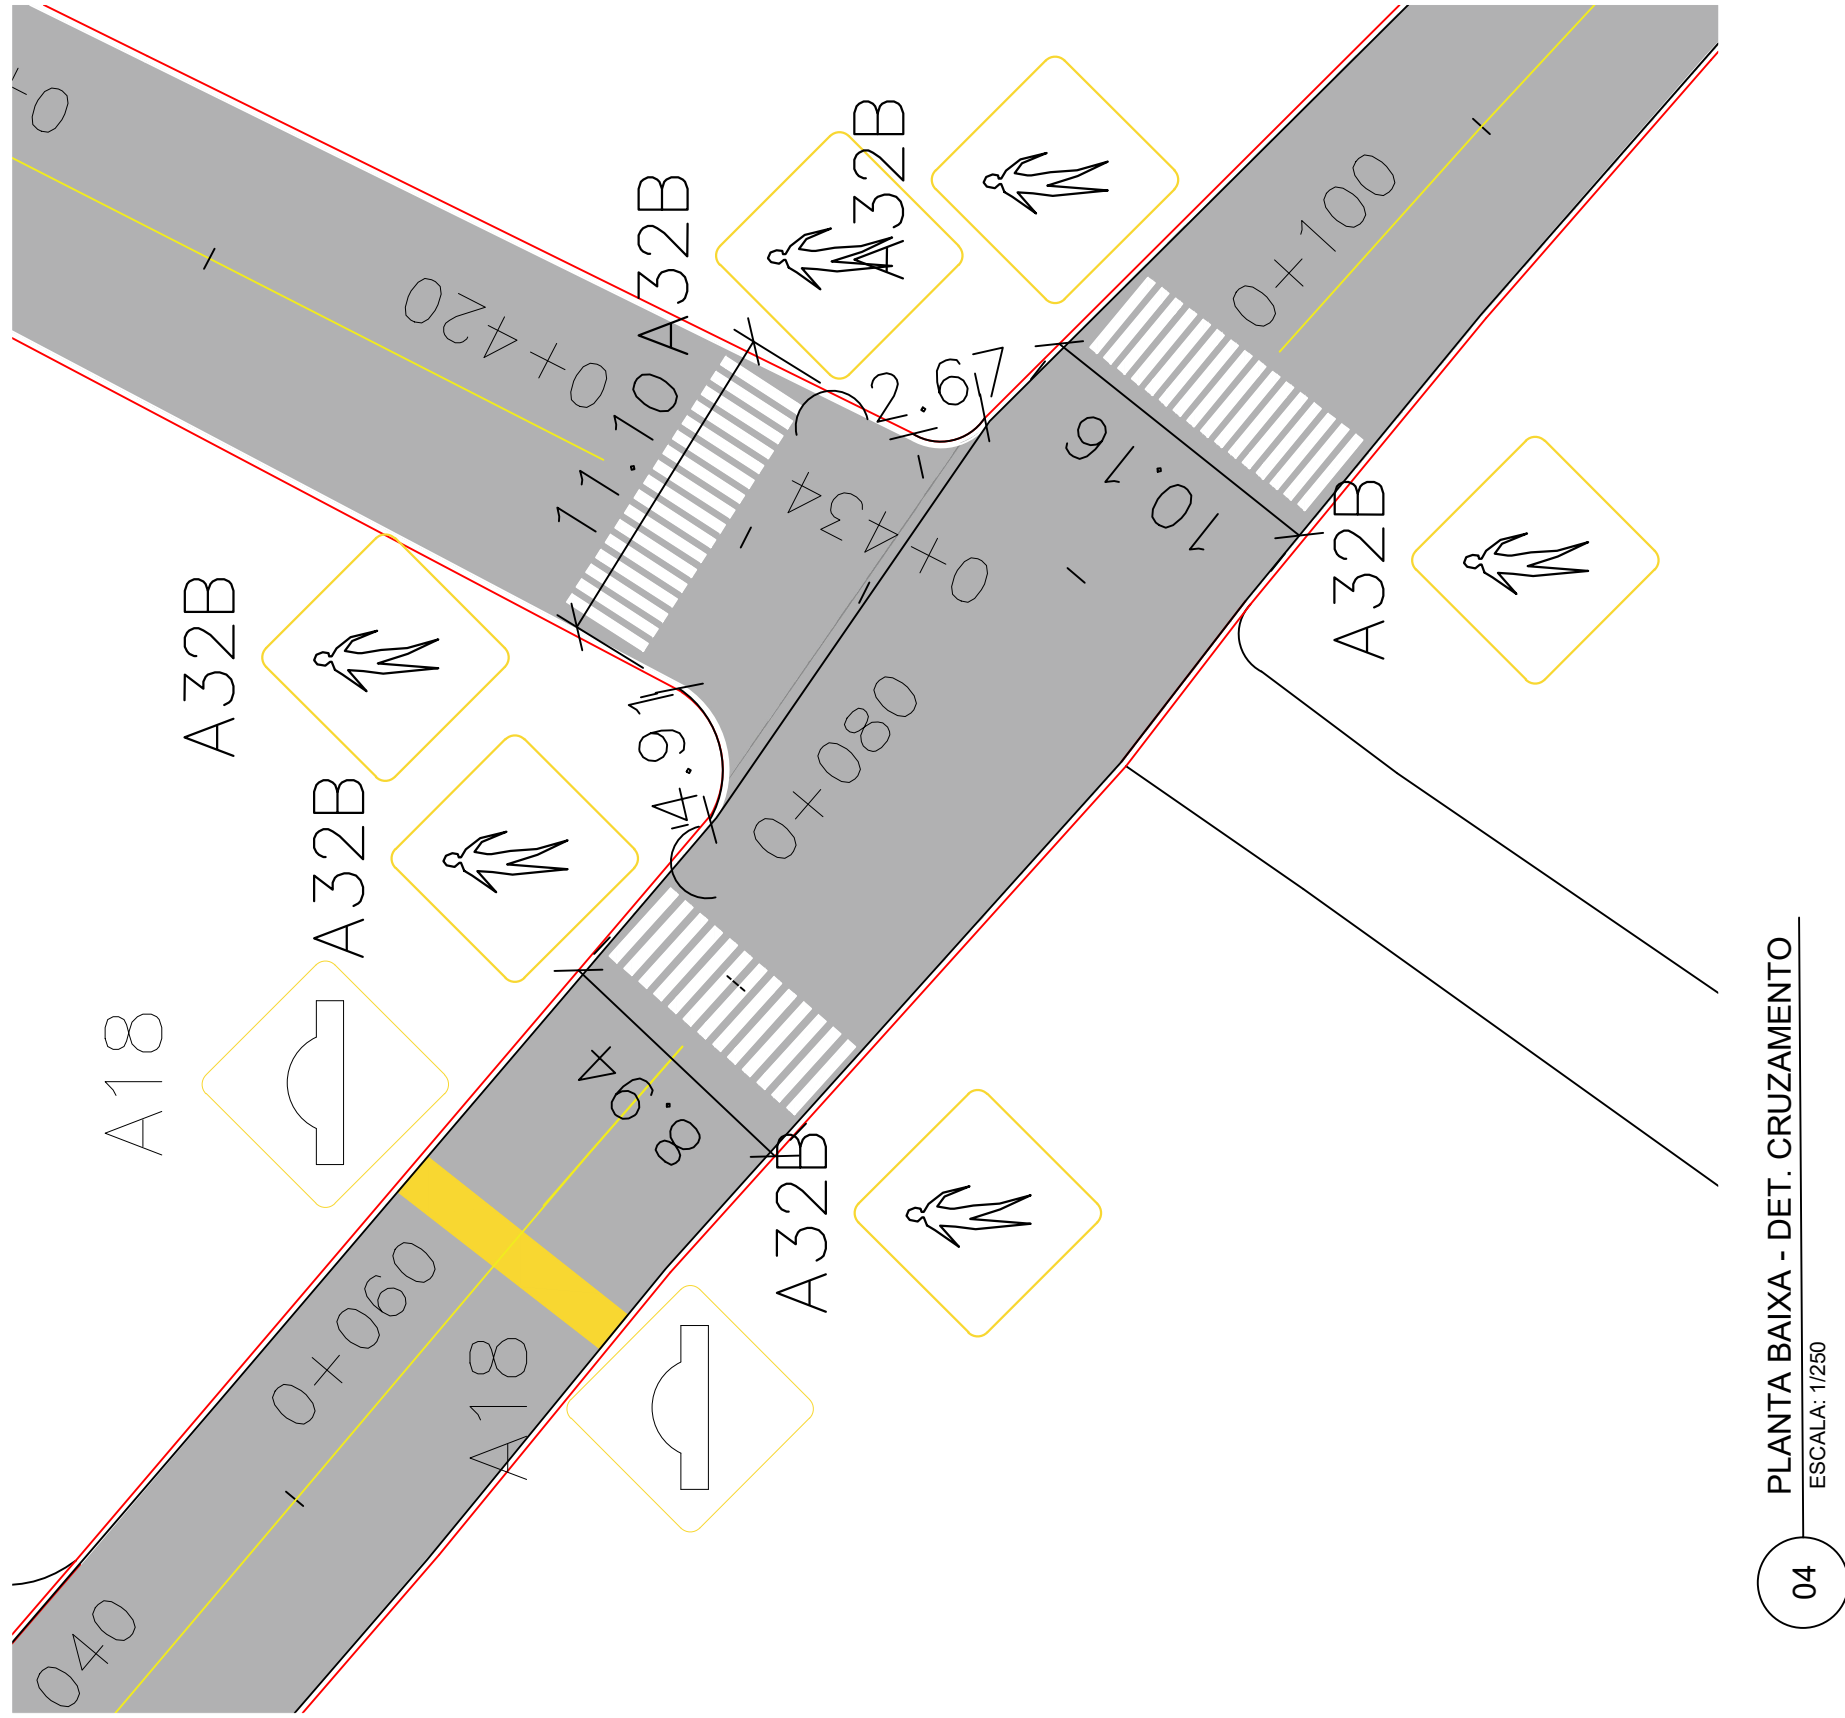 0+
0+420
11.10
A32B
A32B
A32B
A32B
A32B
A32B
2.67
0+434
10.16
0+100
4.91
0+080
8.94
A18
A18
0+060
040
04
PLANTA BAIXA - DET. CRUZAMENTO
ESCALA: 1/250